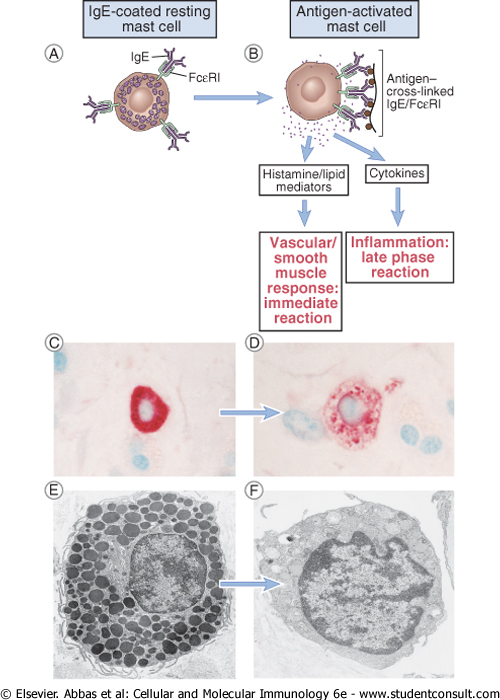 IgE-coated resting
mast cell
Antigen-activated
mast cell
A
IgE
FcεRI
B
Antigen–
cross-linked
IgE/FcεRI
Histamine/lipid
mediators
Cytokines
Vascular/
smooth
muscle
response:
immediate
reaction
Inflammation:
late phase
reaction
C
D
E
F
© Elsevier. Abbas et al: Cellular and Molecular Immunology 6e - www.studentconsult.com